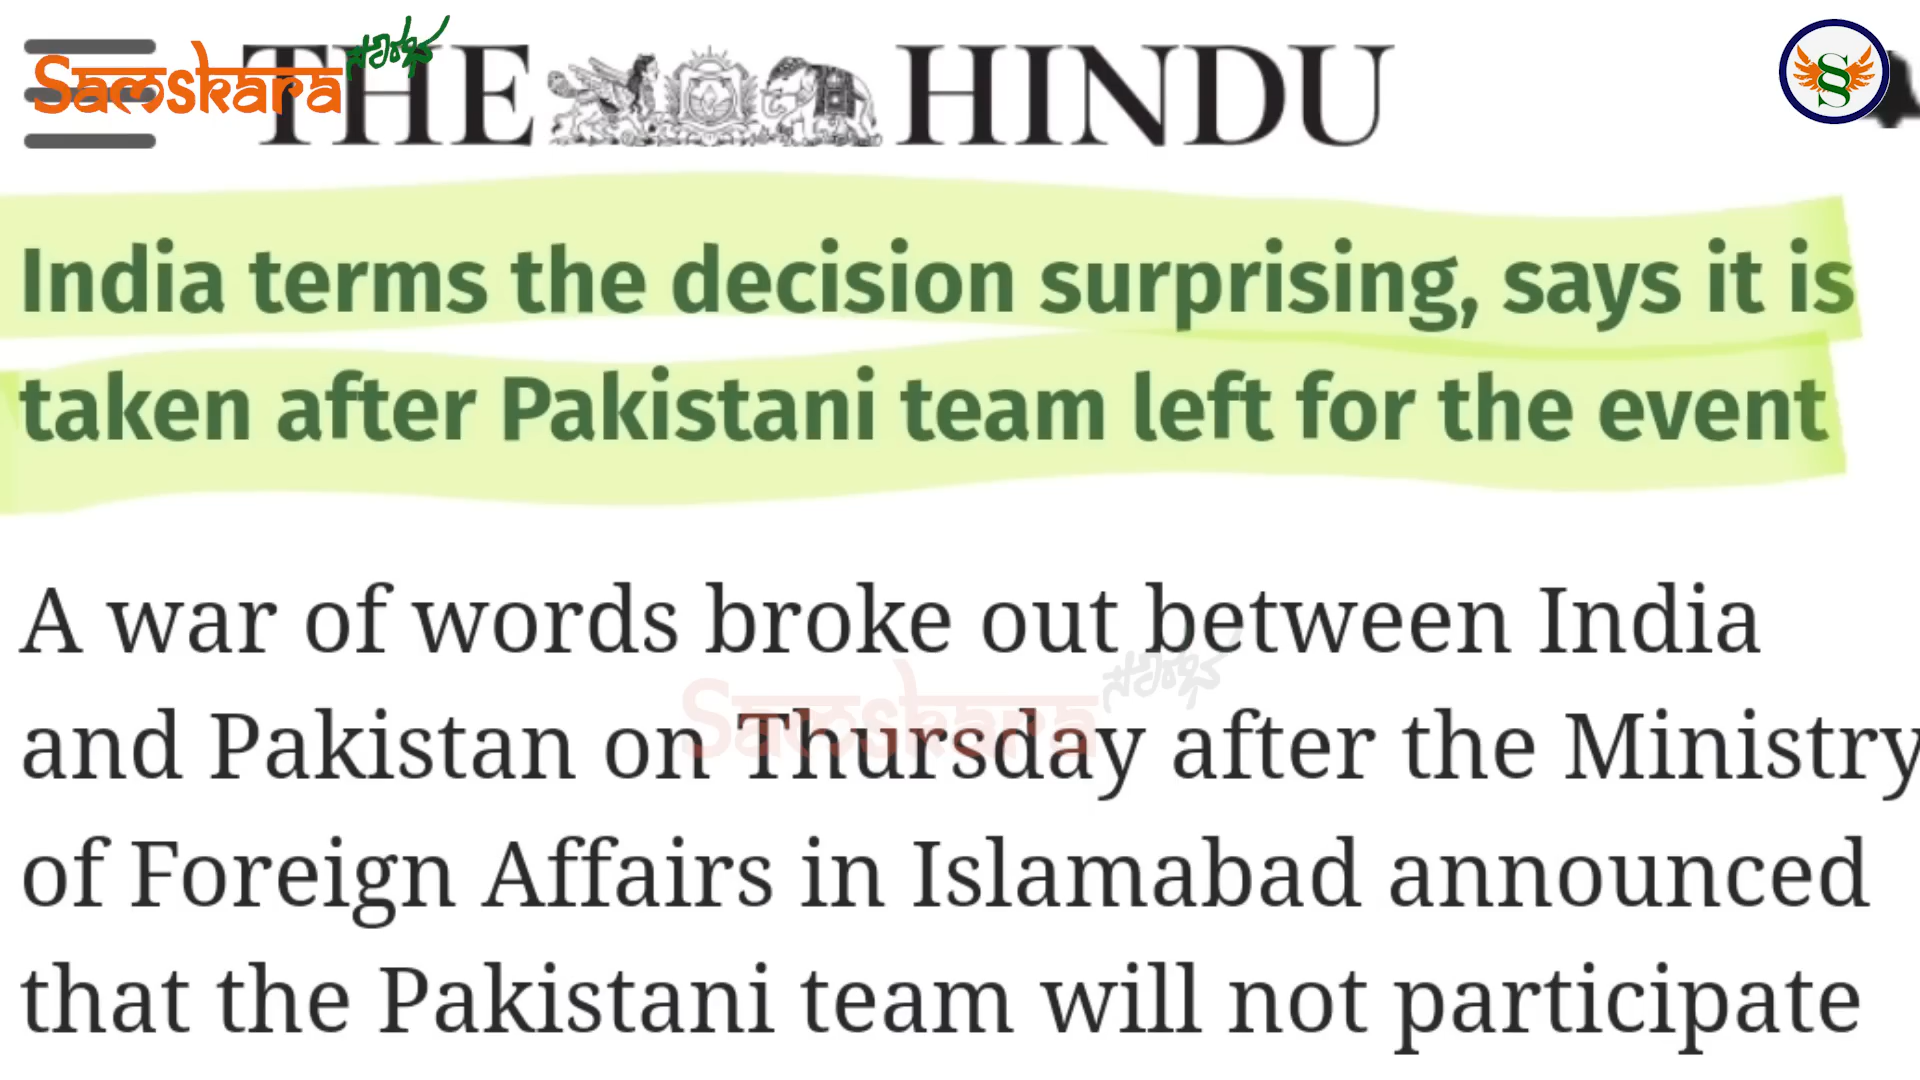 Samskara
THE HINDU
S
India terms the decision surprising, says it is
taken after Pakistani team left for the event
A war of words broke out between India
and Pakistan on Thursday after the Ministry
of Foreign Affairs in Islamabad announced
that the Pakistani team will not participate
Samskara